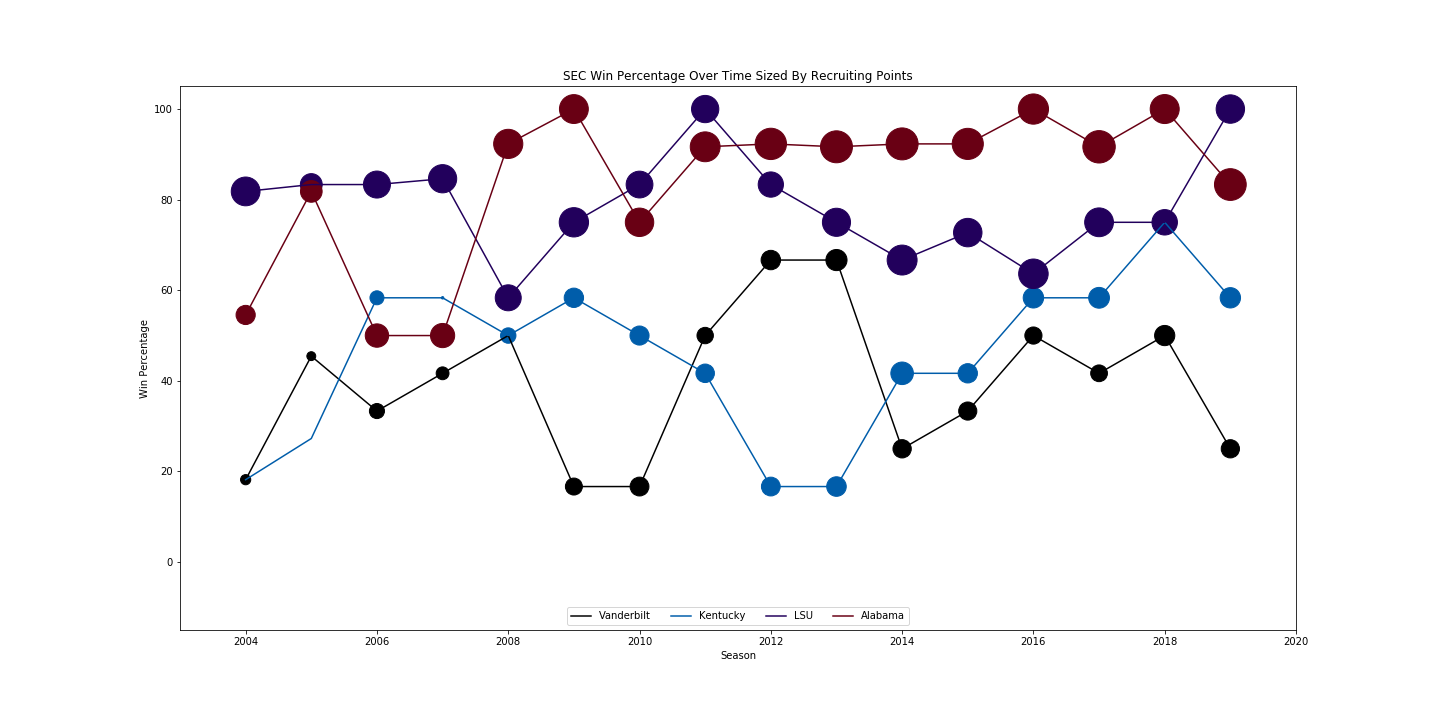 SEC Win Percentage Over Time Sized By Recruiting Points
100
80
60
40
20
0
Win Percentage
Vanderbilt Kentucky LSU Alabama
2004 2006 2008 2010 2012 2014 2016 2018 2020
Season